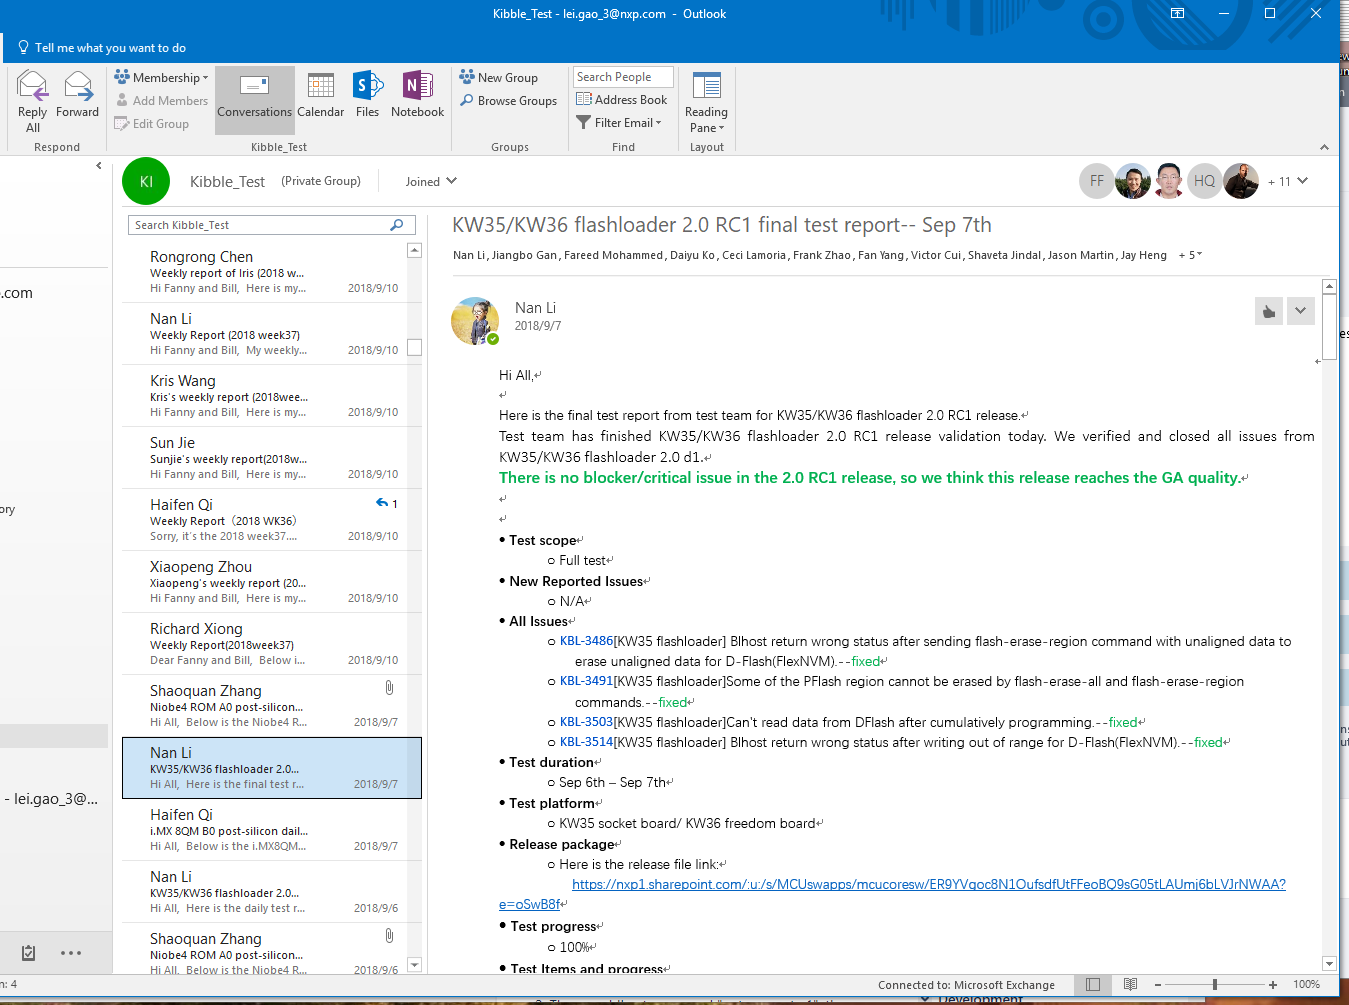 Kibble_Test - lei.gao_3@nxp.com - Outlook
Tell me what you want to do
Reply All
Forward
Membership
Add Members
Edit Group
Conversations
Calendar
Files
Notebook
New Group
Browse Groups
Search People
Address Book
Filter Email
Reading Pane
Respond
Kibble_Test
Groups
Find
Layout
KI
Kibble_Test
(Private Group)
Joined
FF
HQ
+ 11
Search Kibble_Test
.com
ory
- lei.gao_3@...
Rongrong Chen
Weekly report of Iris (2018 w...
Hi Fanny and Bill, Here is my... 2018/9/10
Nan Li
Weekly Report (2018 week37)
Hi Fanny and Bill, My weekly... 2018/9/10
Kris Wang
Kris's weekly report (2018wee...
Hi Fanny and Bill, Here is my... 2018/9/10
Sun Jie
Sunjie's weekly report(2018w...
Hi Fanny and Bill, Here is my... 2018/9/10
Haifen Qi 1
Weekly Report（2018 WK36）
Sorry, it's the 2018 week37.... 2018/9/10
Xiaopeng Zhou
Xiaopeng's weekly report (20...
Hi Fanny and Bill, Here is my... 2018/9/10
Richard Xiong
Weekly Report(2018week37)
Dear Fanny and Bill, Below i... 2018/9/10
Shaoquan Zhang
Niobe4 ROM A0 post-silicon...
Hi All, Below is the Niobe4 R... 2018/9/7
Nan Li
KW35/KW36 flashloader 2.0...
Hi All, Here is the final test r... 2018/9/7
Haifen Qi
i.MX 8QM B0 post-silicon dail...
Hi All, Below is the i.MX8QM... 2018/9/7
Nan Li
KW35/KW36 flashloader 2.0...
Hi All, Here is the daily test r... 2018/9/6
Shaoquan Zhang
Niobe4 ROM A0 post-silicon...
Hi All, Below is the Niobe4 R... 2018/9/6
KW35/KW36 flashloader 2.0 RC1 final test report-- Sep 7th
Nan Li, Jiangbo Gan, Fareed Mohammed, Daiyu Ko, Ceci Lamoria, Frank Zhao, Fan Yang, Victor Cui, Shaveta Jindal, Jason Martin, Jay Heng + 5
Nan Li
2018/9/7
Hi All,
Here is the final test report from test team for KW35/KW36 flashloader 2.0 RC1 release.
Test team has finished KW35/KW36 flashloader 2.0 RC1 release validation today. We verified and closed all issues from
KW35/KW36 flashloader 2.0 d1.
There is no blocker/critical issue in the 2.0 RC1 release, so we think this release reaches the GA quality.
• Test scope
o Full test
• New Reported Issues
o N/A
• All Issues
o KBL-3486[KW35 flashloader] Blhost return wrong status after sending flash-erase-region command with unaligned data to
erase unaligned data for D-Flash(FlexNVM).--fixed
o KBL-3491[KW35 flashloader]Some of the PFlash region cannot be erased by flash-erase-all and flash-erase-region
commands.--fixed
o KBL-3503[KW35 flashloader]Can't read data from DFlash after cumulatively programming.--fixed
o KBL-3514[KW35 flashloader] Blhost return wrong status after writing out of range for D-Flash(FlexNVM).--fixed
• Test duration
o Sep 6th – Sep 7th
• Test platform
o KW35 socket board/ KW36 freedom board
• Release package
o Here is the release file link:
https://nxp1.sharepoint.com/:u:/s/MCUswapps/mcucoresw/ER9YVgoc8N1OufsdfUtFFeoBQ9sG05tLAUmj6bLVJrNWAA?
e=oSwB8f
• Test progress
o 100%
• Test Items and progress
n: 4
Connected to: Microsoft Exchange
100%
Development